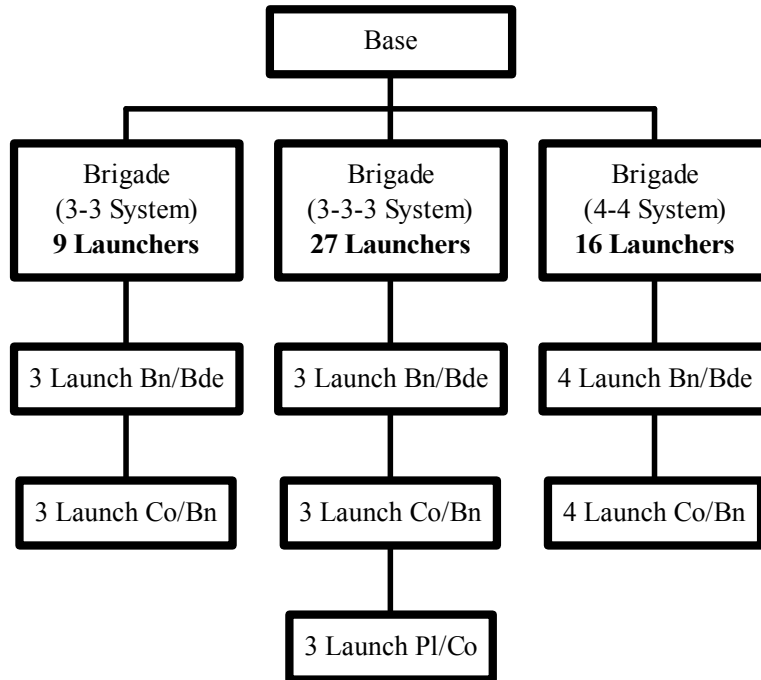 Base
Brigade
(3-3 System)
9 Launchers
Brigade
(3-3-3 System)
27 Launchers
Brigade
(4-4 System)
16 Launchers
3 Launch Bn/Bde
3 Launch Bn/Bde
4 Launch Bn/Bde
3 Launch Co/Bn
3 Launch Co/Bn
4 Launch Co/Bn
3 Launch Pl/Co